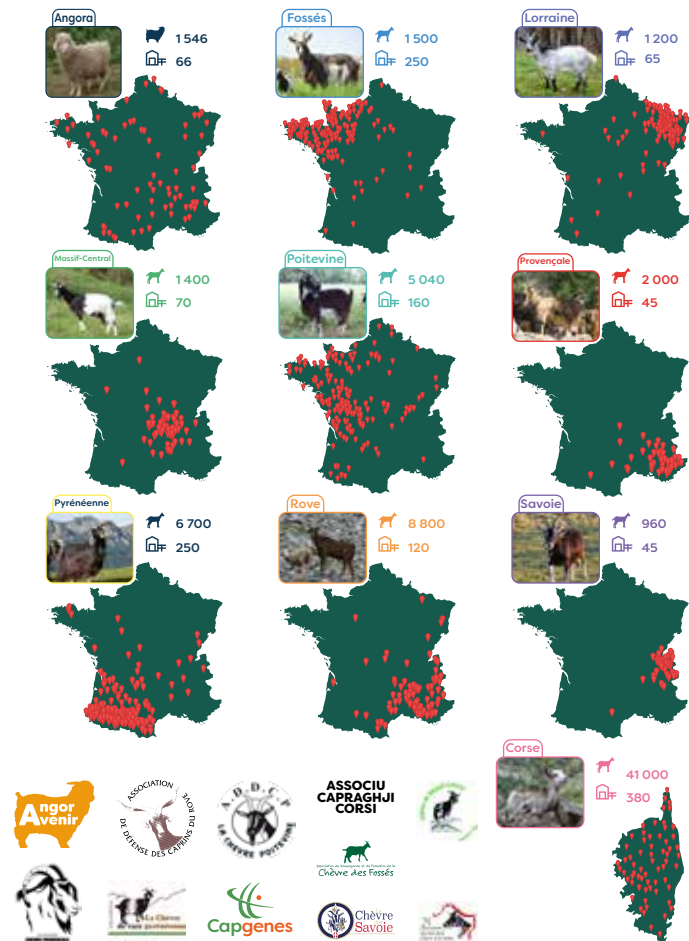 Angora
1 546
66
Fossés
1 500
250
Lorraine
1 200
65
Massif-Central
1 400
70
Poitevine
5 040
160
Provençale
2 000
45
Pyrénéenne
6 700
250
Rove
8 800
120
Savoie
960
45
Corse
41 000
380
Angor
Avenir
ASSOCIATION
DE DÉFENSE DES CAPRINS DU ROVE
A.D.D.C.P
LA CHÈVRE POITEVINE
ASSOCIU
CAPRAGHJI
CORSI
Chèvre des Fossés
La Chèvre
Capgenes
Chèvre
Savoie